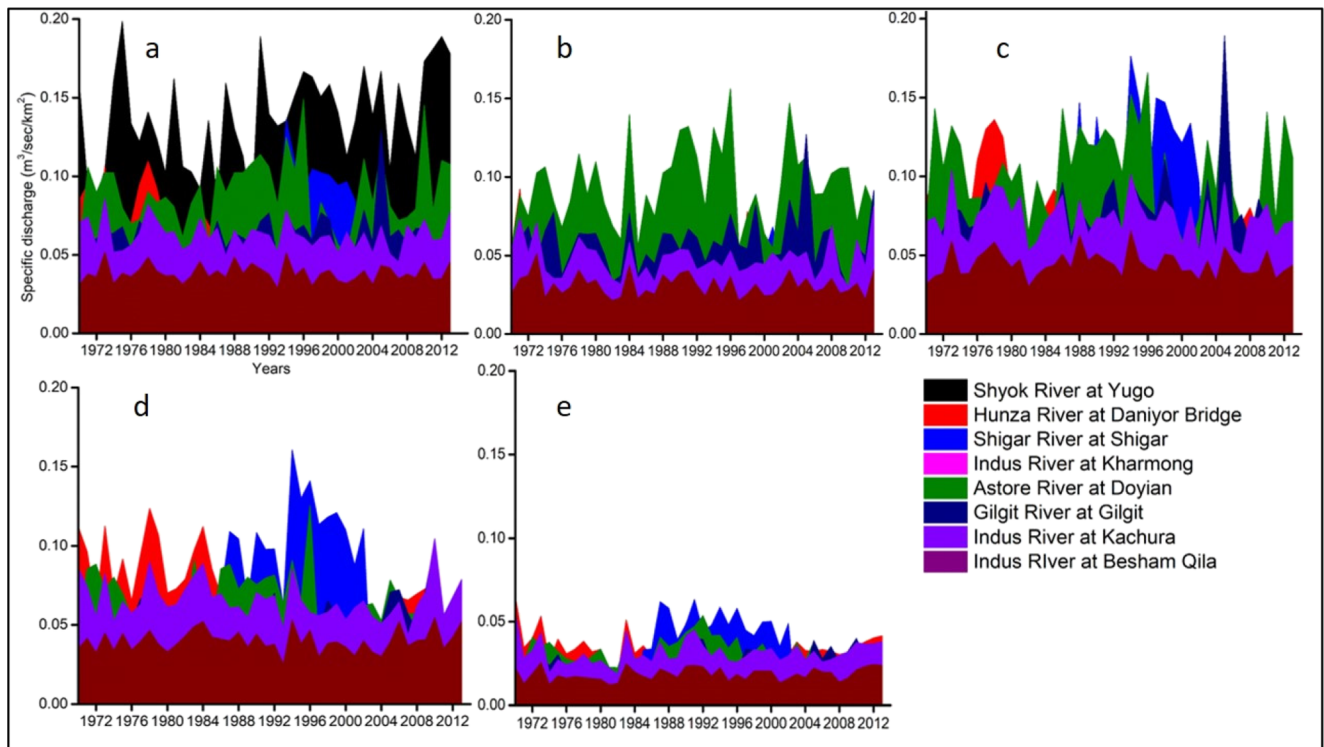 a
b
c
0.20
0.15
0.10
0.05
0.00
Specific discharge (m³/sec/km²)
1972 1976 1980 1984 1988 1992 1996 2000 2004 2008 2012
Years
0.20
0.15
0.10
0.05
0.00
1972 1976 1980 1984 1988 1992 1996 2000 2004 2008 2012
0.20
0.15
0.10
0.05
0.00
1972 1976 1980 1984 1988 1992 1996 2000 2004 2008 2012
d
e
0.20
0.15
0.10
0.05
0.00
1972 1976 1980 1984 1988 1992 1996 2000 2004 2008 2012
0.20
0.15
0.10
0.05
0.00
1972 1976 1980 1984 1988 1992 1996 2000 2004 2008 2012
Shyok River at Yugo
Hunza River at Daniyor Bridge
Shigar River at Shigar
Indus River at Kharmong
Astore River at Doyian
Gilgit River at Gilgit
Indus River at Kachura
Indus RIver at Besham Qila